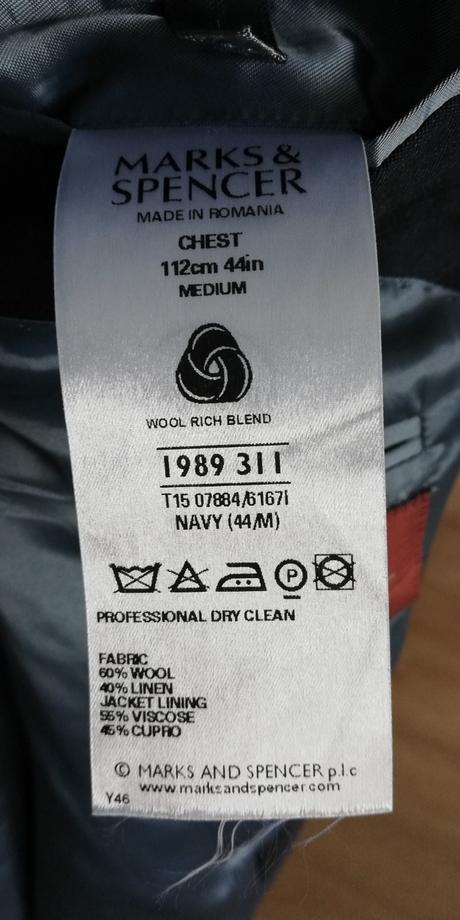 MARKS &
SPENCER
MADE IN ROMANIA
CHEST
112cm 44in
MEDIUM
WOOL RICH BLEND
1989 311
T15 07884/6167I
NAVY (44/M)
P
PROFESSIONAL DRY CLEAN
FABRIC
60% WOOL
40% LINEN
JACKET LINING
55% VISCOSE
45% CUPRO
© MARKS AND SPENCER p.l.c
www.marksandspencer.com
Y46